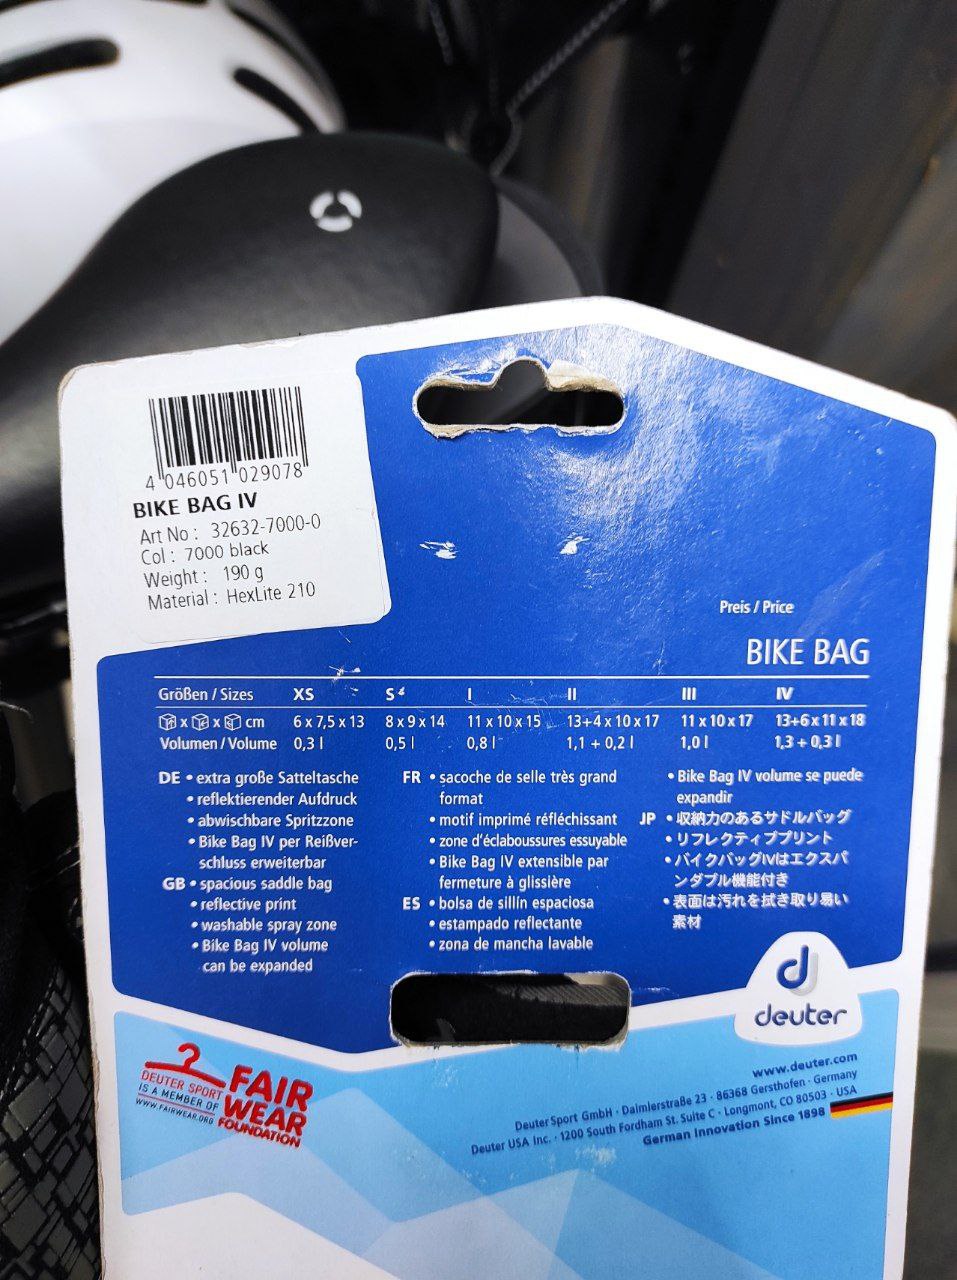 4 046051 029078
BIKE BAG IV
Art No : 32632-7000-0
Col : 7000 black
Weight : 190 g
Material : HexLite 210
Preis / Price
BIKE BAG
Größen / Sizes XS S I II III IV
x x cm 6 x 7,5 x 13 8 x 9 x 14 11 x 10 x 15 13+4 x 10 x 17 11 x 10 x 17 13+6 x 11 x 18
Volumen / Volume 0,3 l 0,5 l 0,8 l 1,1 + 0,2 l 1,0 l 1,3 + 0,3 l
DE • extra große Satteltasche
• reflektierender Aufdruck
• abwischbare Spritzzone
• Bike Bag IV per Reißver-
schluss erweiterbar
GB • spacious saddle bag
• reflective print
• washable spray zone
• Bike Bag IV volume
can be expanded
FR • sacoche de selle très grand
format
• motif imprimé réfléchissant
• zone d'éclaboussures essuyable
• Bike Bag IV extensible par
fermeture à glissière
ES • bolsa de sillín espaciosa
• estampado reflectante
• zona de mancha lavable
• Bike Bag IV volume se puede
expandir
JP • 収納力のあるサドルバッグ
• リフレクティブプリント
• バイクバッグIVはエクスパ
ンダブル機能付き
• 表面は汚れを拭き取り易い
素材
deuter
DEUTER SPORT
IS A MEMBER OF
WWW.FAIRWEAR.ORG
FAIR
WEAR
FOUNDATION
www.deuter.com
Deuter Sport GmbH · Daimlerstraße 23 · 86368 Gersthofen · Germany
Deuter USA Inc. · 1200 South Fordham St. Suite C · Longmont, CO 80503 · USA
German Innovation Since 1898